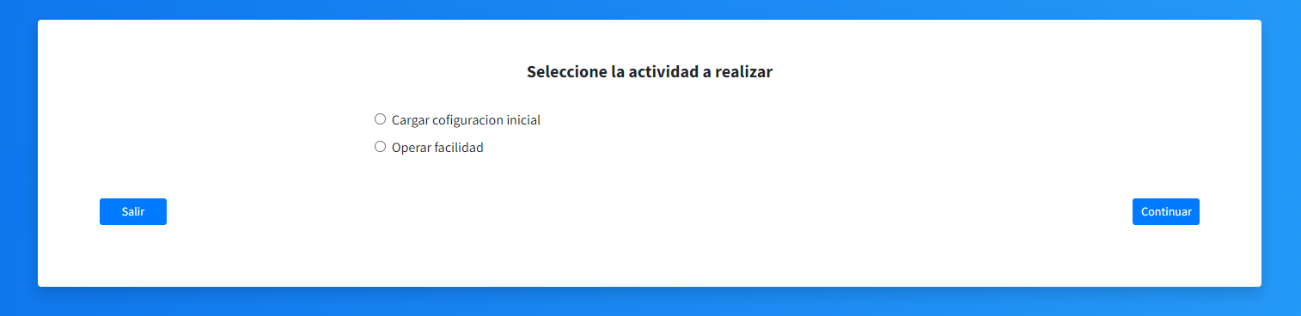 Seleccione la actividad a realizar
Cargar cofiguracion inicial
Operar facilidad
Salir
Continuar